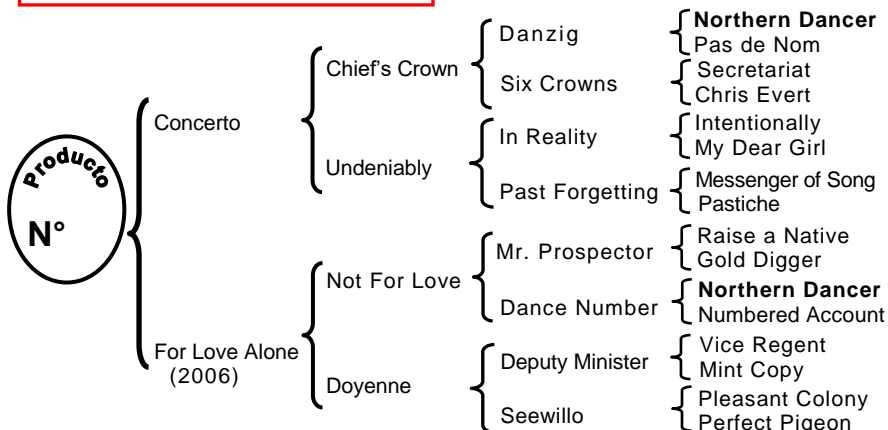 Producto
N°
Concerto
For Love Alone
(2006)
Chief's Crown
Undeniably
Not For Love
Doyenne
Danzig
Six Crowns
In Reality
Past Forgetting
Mr. Prospector
Dance Number
Deputy Minister
Seewillo
Northern Dancer
Pas de Nom
Secretariat
Chris Evert
Intentionally
My Dear Girl
Messenger of Song
Pastiche
Raise a Native
Gold Digger
Northern Dancer
Numbered Account
Vice Regent
Mint Copy
Pleasant Colony
Perfect Pigeon